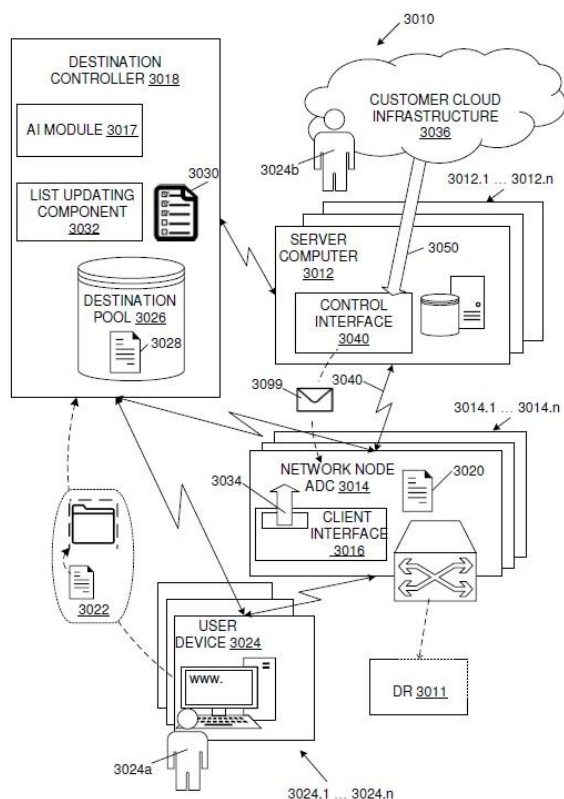 3010
DESTINATION
CONTROLLER 3018
AI MODULE 3017
3030
LIST UPDATING
COMPONENT
3032
DESTINATION
POOL 3026
3028
CUSTOMER CLOUD
INFRASTRUCTURE
3036
3024b
3012.1 ... 3012.n
SERVER
COMPUTER
3012
3050
CONTROL
INTERFACE
3040
3099
3040
3014.1 ... 3014.n
NETWORK NODE
ADC 3014
3020
3034
CLIENT
INTERFACE
3016
3022
USER
DEVICE 3024
www.
DR 3011
3024a
3024.1 ... 3024.n